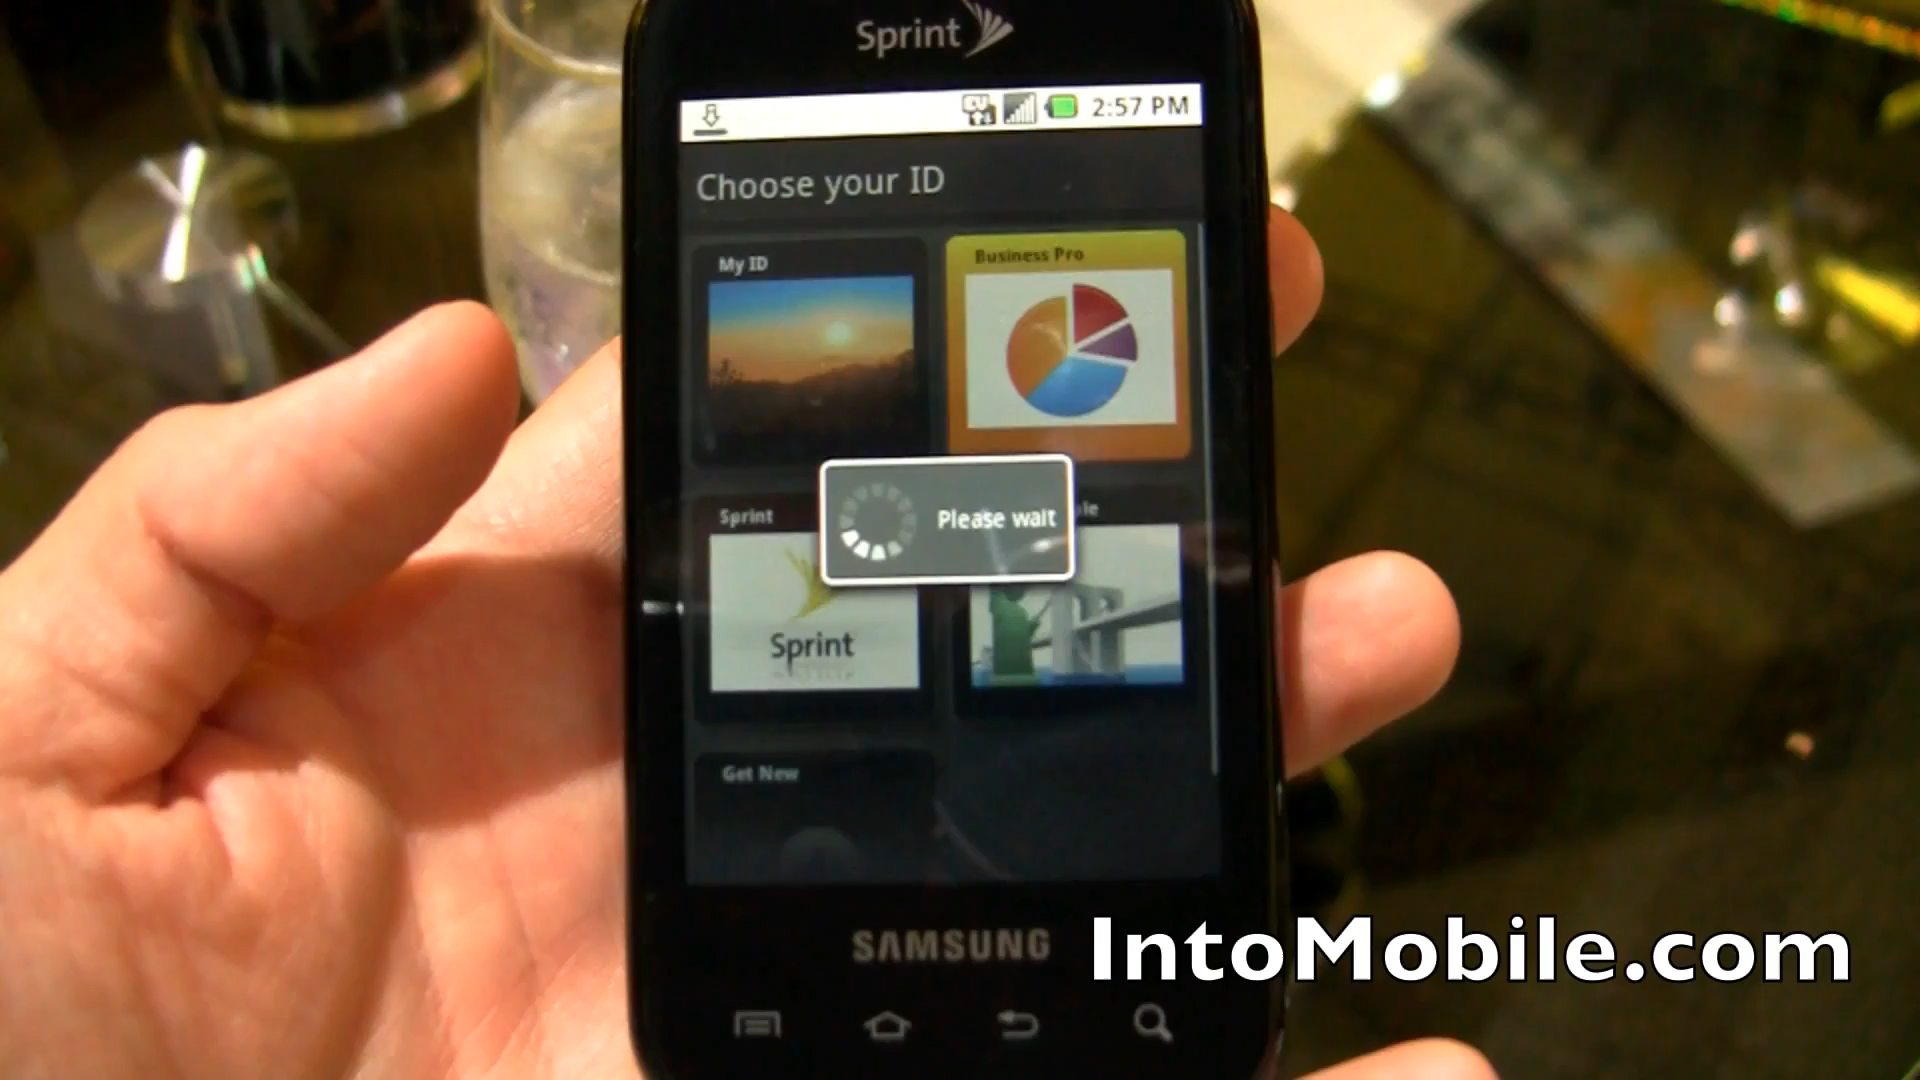 Sprint
2:57 PM
Choose your ID
My ID
Business Pro
Sprint
Please wait
Sprint
Get New
SAMSUNG
IntoMobile.com